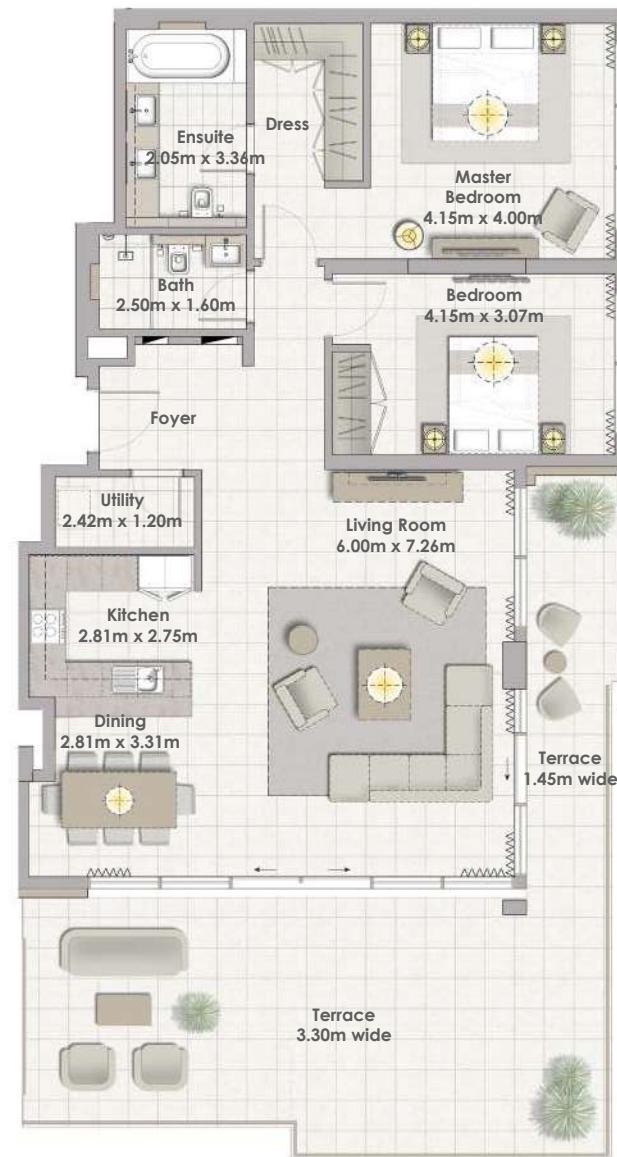 Ensuite
2.05m x 3.36m
Dress
Master
Bedroom
4.15m x 4.00m
Bath
2.50m x 1.60m
Bedroom
4.15m x 3.07m
Foyer
Utility
2.42m x 1.20m
Living Room
6.00m x 7.26m
Kitchen
2.81m x 2.75m
Dining
2.81m x 3.31m
Terrace
1.45m wide
Terrace
3.30m wide